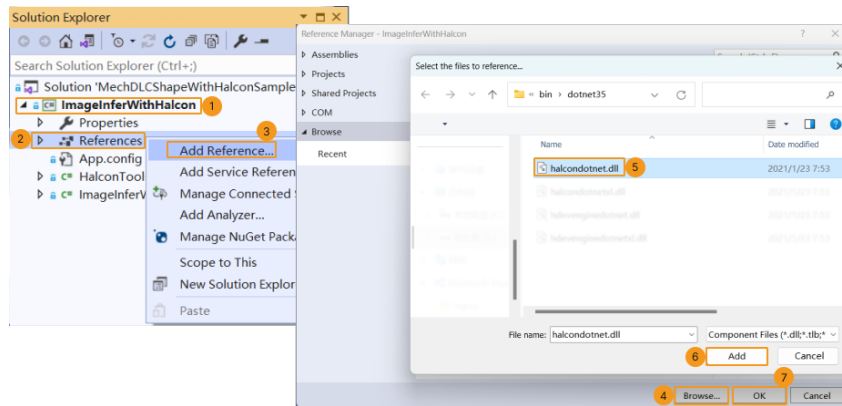 Solution Explorer
Search Solution Explorer (Ctrl+;)
Solution 'MechDLCShapeWithHalconSample
ImageInferWithHalcon
1
2
Properties
References
App.config
HalconTool
ImageInferW
3
Add Reference...
Add Service Referen
Manage Connected
Add Analyzer...
Manage NuGet Pack
Scope to This
New Solution Explor
Paste
Reference Manager - ImageInferWithHalcon
Assemblies
Projects
Shared Projects
COM
Browse
Recent
Select the files to reference...
« bin › dotnet35
Name
Date modified
halcondotnet.dll
5
2021/1/23 7:53
File name:
halcondotnet.dll
Component Files (*.dll;*.tlb;*
6
Add
Cancel
7
4
Browse...
OK
Cancel